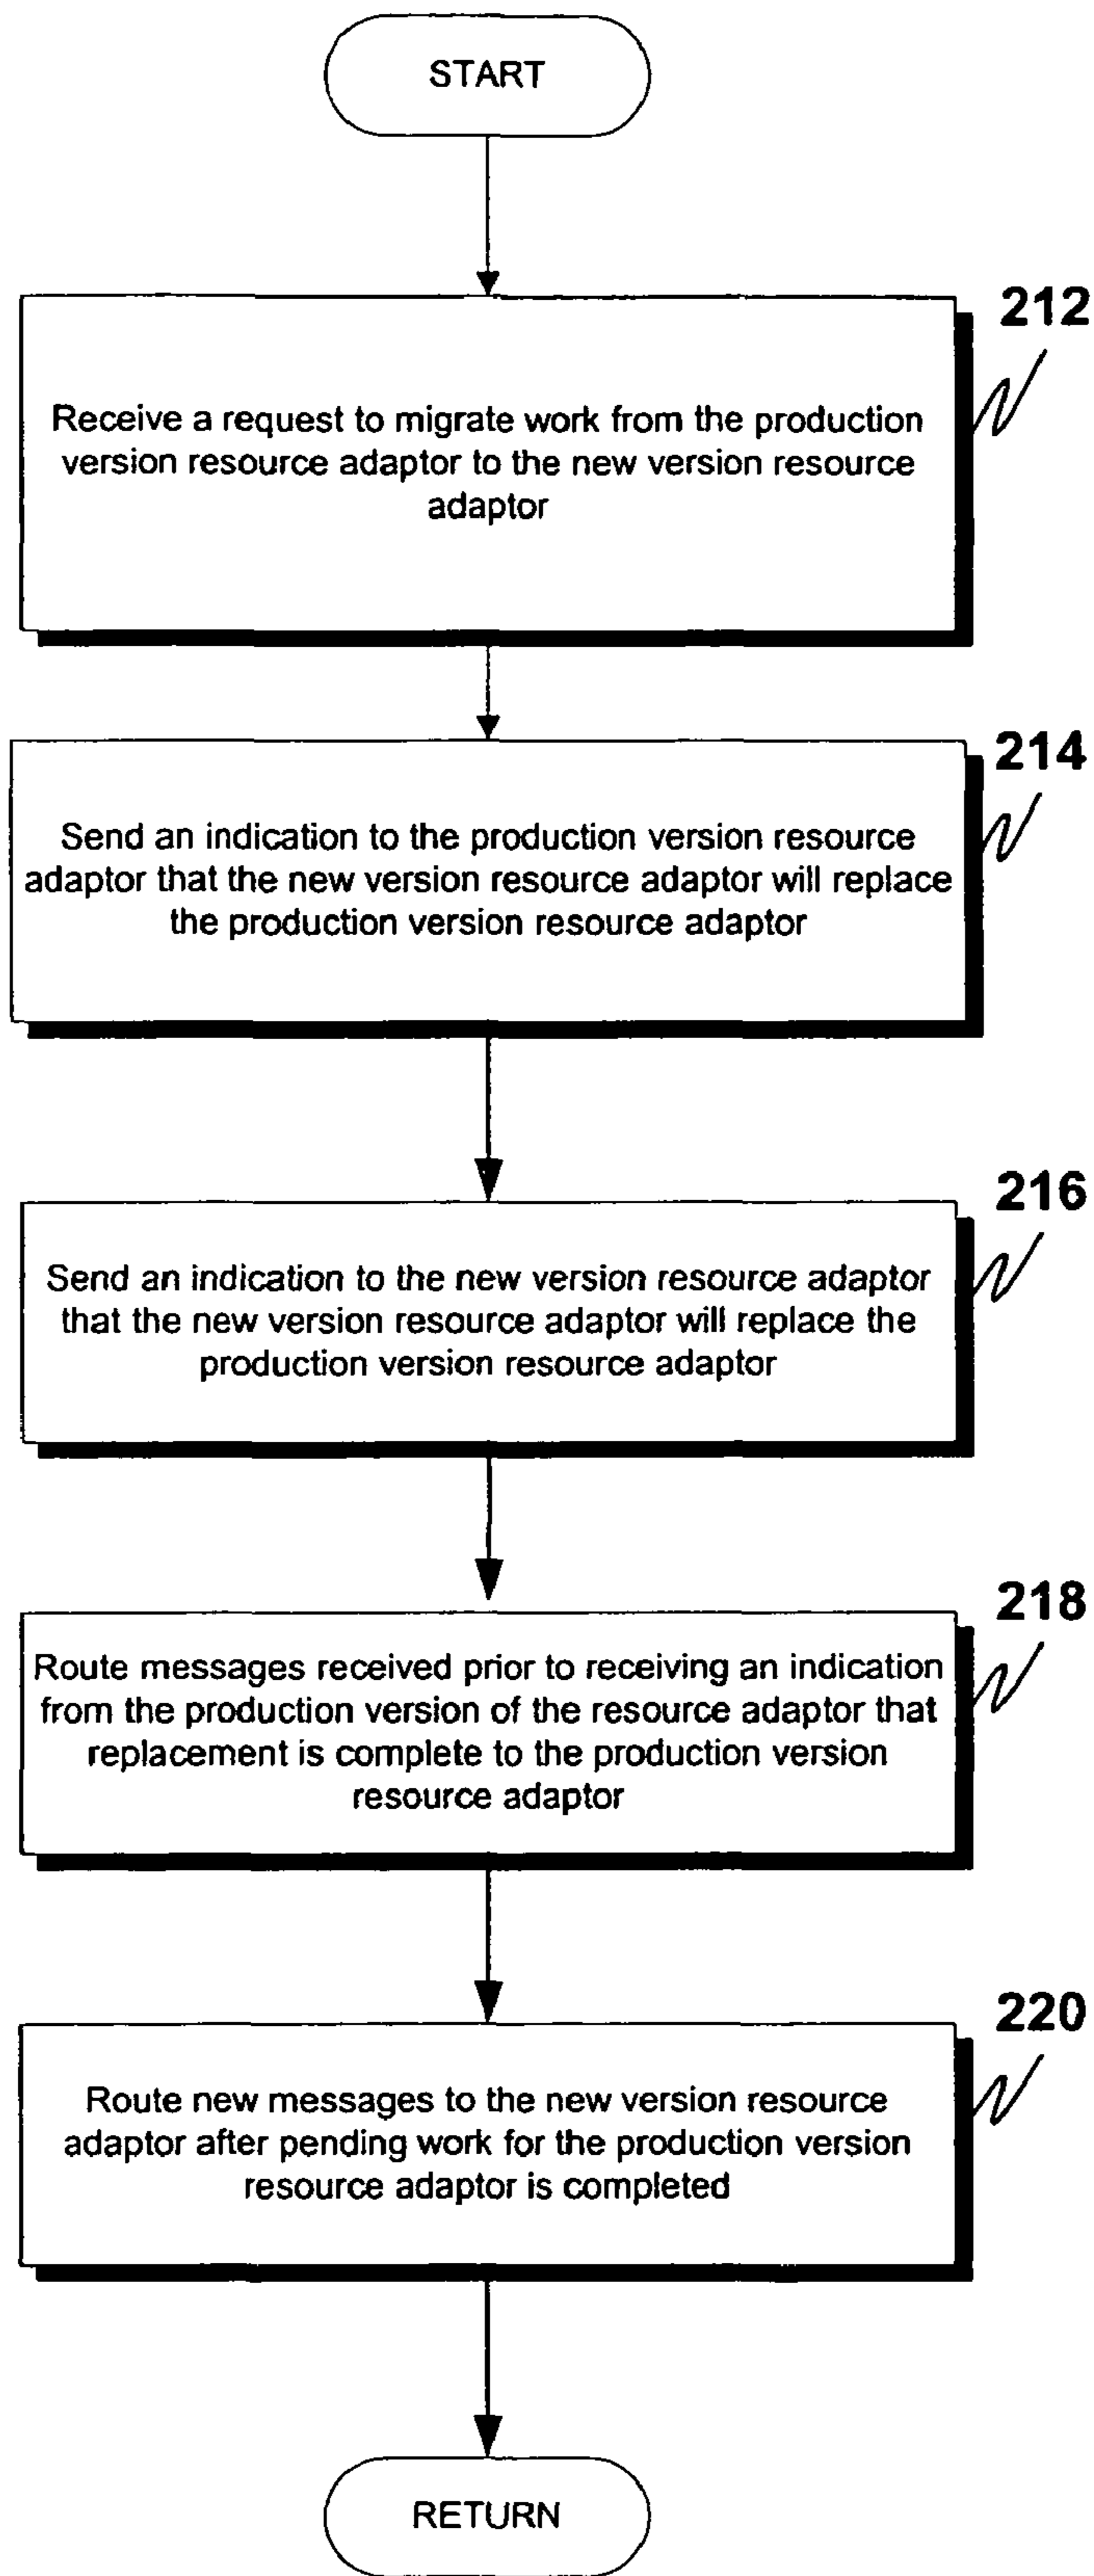 START
212
Receive a request to migrate work from the production
version resource adaptor to the new version resource
adaptor
214
Send an indication to the production version resource
adaptor that the new version resource adaptor will replace
the production version resource adaptor
216
Send an indication to the new version resource adaptor
that the new version resource adaptor will replace the
production version resource adaptor
218
Route messages received prior to receiving an indication
from the production version of the resource adaptor that
replacement is complete to the production version
resource adaptor
220
Route new messages to the new version resource
adaptor after pending work for the production version
resource adaptor is completed
RETURN